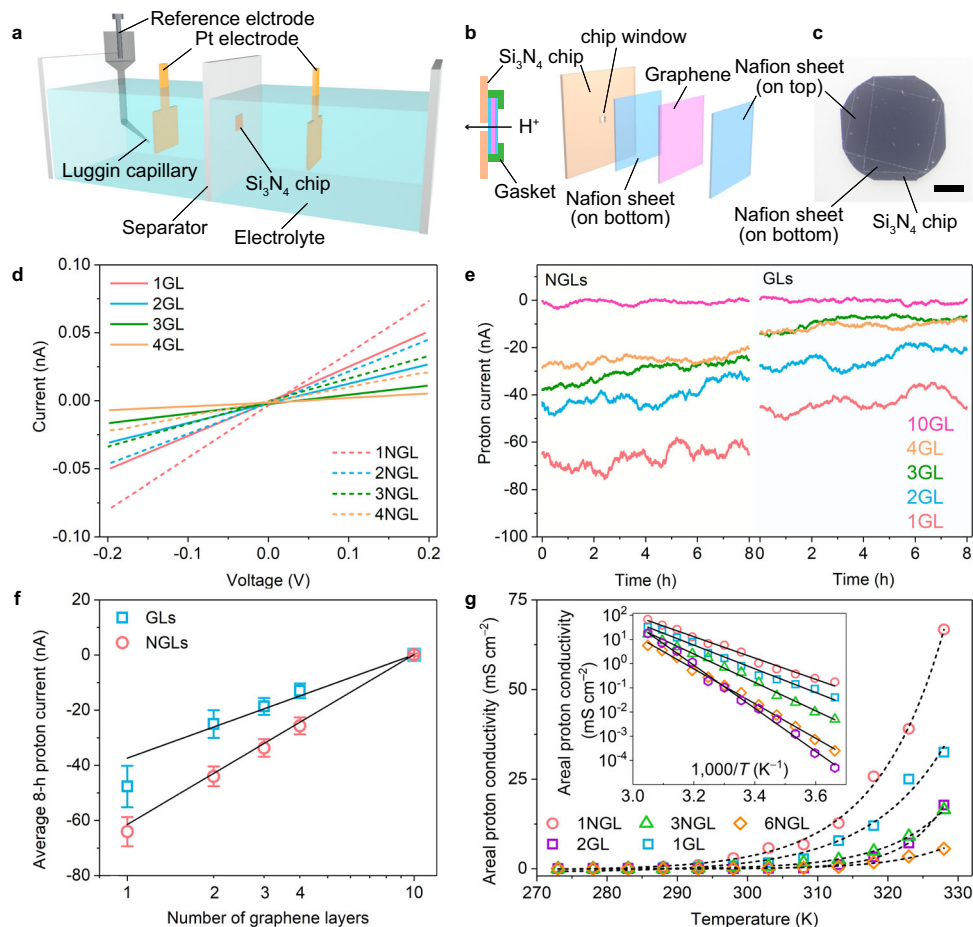 a
Reference elctrode
Pt electrode
Luggin capillary
Separator
Si₃N₄ chip
Electrolyte
b
Si₃N₄ chip
chip window
Graphene
Nafion sheet
(on top)
H⁺
Gasket
Nafion sheet
(on bottom)
c
Nafion sheet
(on bottom)
Si₃N₄ chip
d
0.10
0.05
0.00
-0.05
-0.10
Current (nA)
1GL
2GL
3GL
4GL
1NGL
2NGL
3NGL
4NGL
-0.2
-0.1
0.0
0.1
0.2
Voltage (V)
e
NGLs
GLs
0
-20
-40
-60
-80
-100
Proton current (nA)
10GL
4GL
3GL
2GL
1GL
0
2
4
6
8
0
2
4
6
8
Time (h)
Time (h)
f
20
0
-20
-40
-60
-80
Average 8-h proton current (nA)
GLs
NGLs
1
2
3
4
10
Number of graphene layers
g
75
50
25
0
Areal proton conductivity (mS cm⁻²)
10²
10¹
10⁰
10⁻¹
10⁻²
10⁻³
10⁻⁴
Areal proton conductivity
(mS cm⁻²)
1,000/T (K⁻¹)
3.0
3.2
3.4
3.6
1NGL
3NGL
6NGL
2GL
1GL
270
280
290
300
310
320
330
Temperature (K)